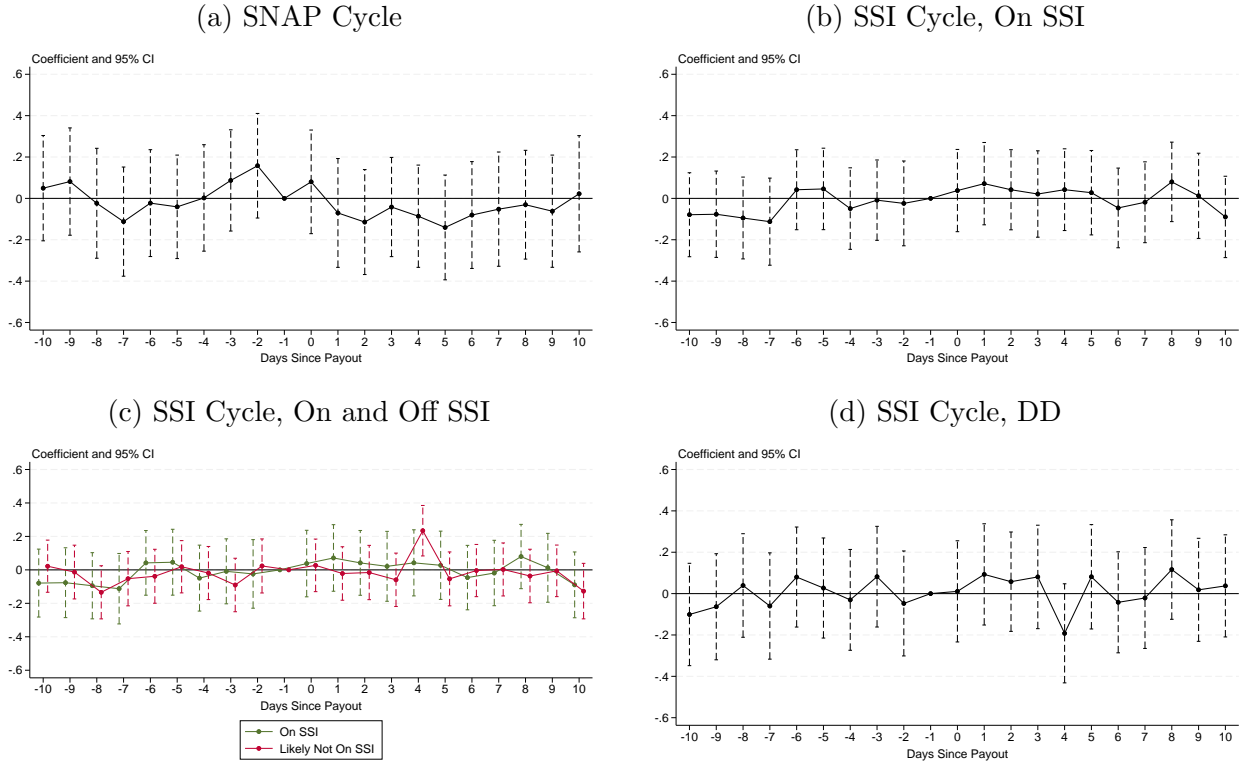 (a) SNAP Cycle
Coefficient and 95% CI
.6
.4
.2
0
-.2
-.4
-.6
-10 -9 -8 -7 -6 -5 -4 -3 -2 -1 0 1 2 3 4 5 6 7 8 9 10
Days Since Payout
(b) SSI Cycle, On SSI
Coefficient and 95% CI
.6
.4
.2
0
-.2
-.4
-.6
-10 -9 -8 -7 -6 -5 -4 -3 -2 -1 0 1 2 3 4 5 6 7 8 9 10
Days Since Payout
(c) SSI Cycle, On and Off SSI
Coefficient and 95% CI
.6
.4
.2
0
-.2
-.4
-.6
-10 -9 -8 -7 -6 -5 -4 -3 -2 -1 0 1 2 3 4 5 6 7 8 9 10
Days Since Payout
On SSI
Likely Not On SSI
(d) SSI Cycle, DD
Coefficient and 95% CI
.6
.4
.2
0
-.2
-.4
-.6
-10 -9 -8 -7 -6 -5 -4 -3 -2 -1 0 1 2 3 4 5 6 7 8 9 10
Days Since Payout